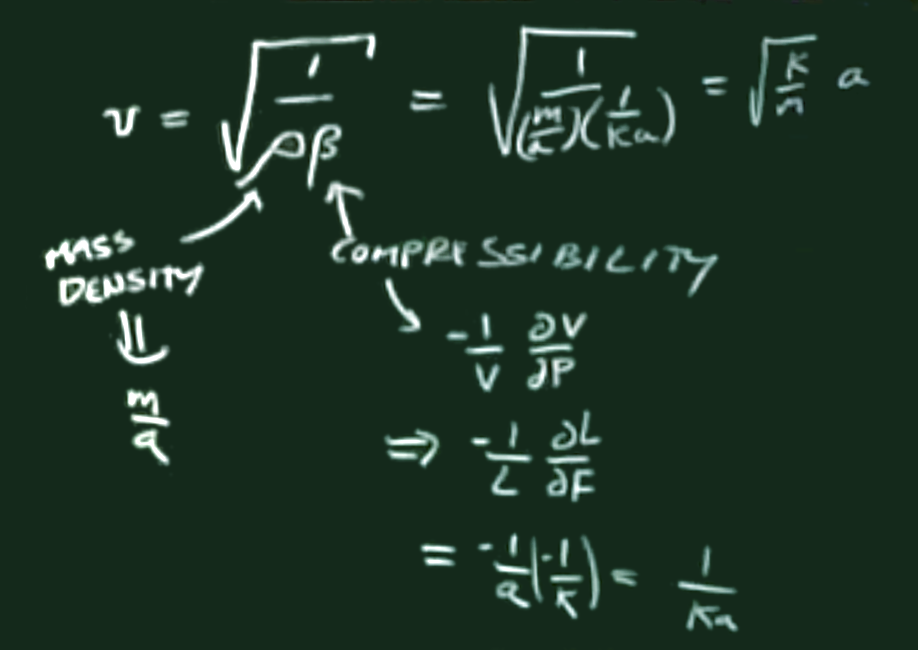 v = √(1/(ρβ)) = √(1/((m/a)(1/(Ka)))) = √(K/m) a
MASS
DENSITY
⇓
m/a
COMPRESSIBILITY
-1/V ∂V/∂P
⇒ -1/L ∂L/∂F
= -1/a (-1/K) = 1/(Ka)